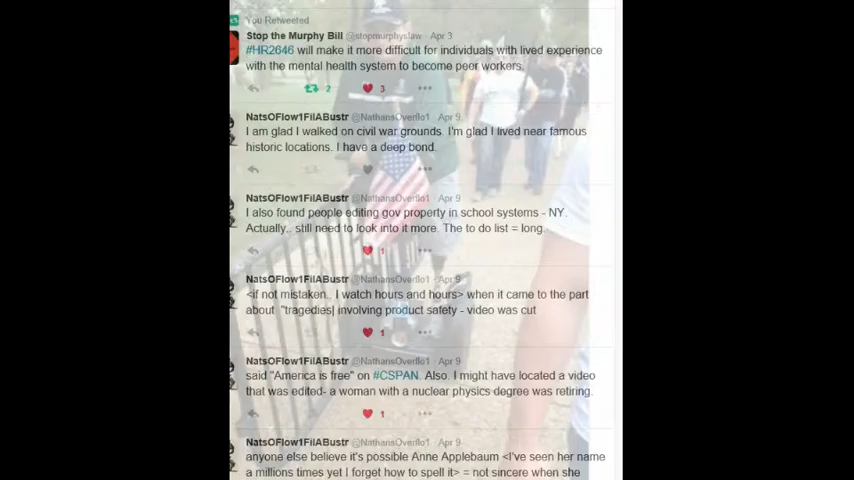 You Retweeted
Stop the Murphy Bill @stopmurphyslaw · Apr 3
#HR2646 will make it more difficult for individuals with lived experience
with the mental health system to become peer workers.
2 3
NatsOFlow1FilABustr @NathansOverflo1 · Apr 9
I am glad I walked on civil war grounds. I'm glad I lived near famous
historic locations. I have a deep bond.
NatsOFlow1FilABustr @NathansOverflo1 · Apr 9
I also found people editing gov property in school systems - NY.
Actually.. still need to look into it more. The to do list = long.
1
NatsOFlow1FilABustr @NathansOverflo1 · Apr 9
<if not mistaken.. I watch hours and hours> when it came to the part
about "tragedies| involving product safety - video was cut
1
NatsOFlow1FilABustr @NathansOverflo1 · Apr 9
said "America is free" on #CSPAN. Also. I might have located a video
that was edited- a woman with a nuclear physics degree was retiring.
1
NatsOFlow1FilABustr @NathansOverflo1 · Apr 9
anyone else believe it's possible Anne Applebaum <I've seen her name
a millions times yet I forget how to spell it> = not sincere when she